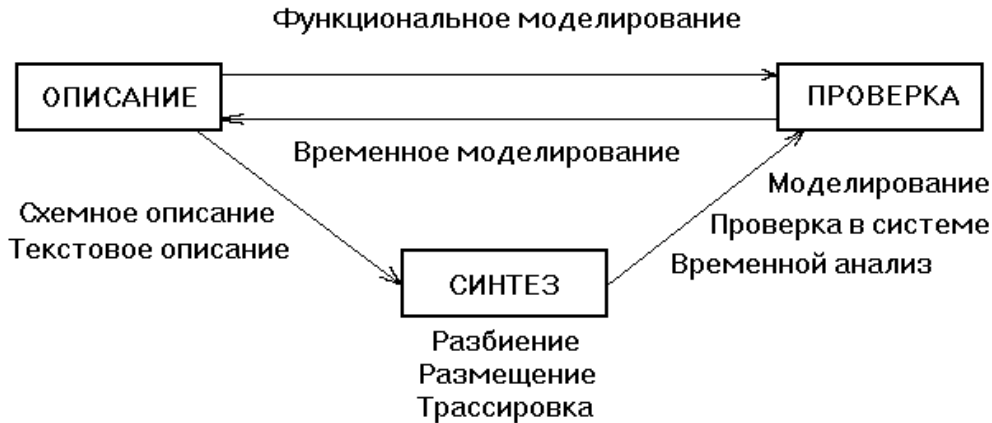 Функциональное моделирование
ОПИСАНИЕ
ПРОВЕРКА
Временное моделирование
Моделирование
Проверка в системе
Временной анализ
Схемное описание
Текстовое описание
СИНТЕЗ
Разбиение
Размещение
Трассировка